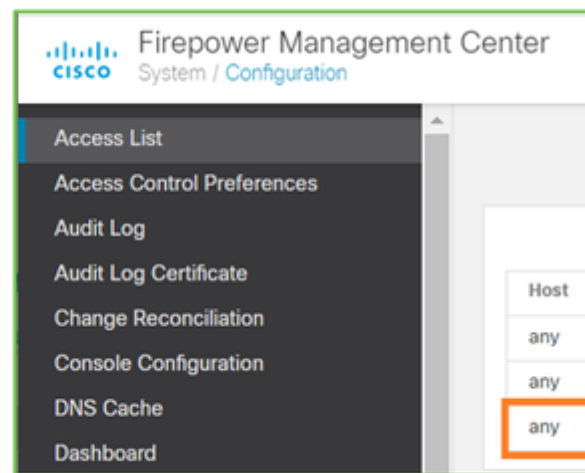 CISCO
Firepower Management Center
System / Configuration
Access List
Access Control Preferences
Audit Log
Audit Log Certificate
Change Reconciliation
Console Configuration
DNS Cache
Dashboard
Host
any
any
any